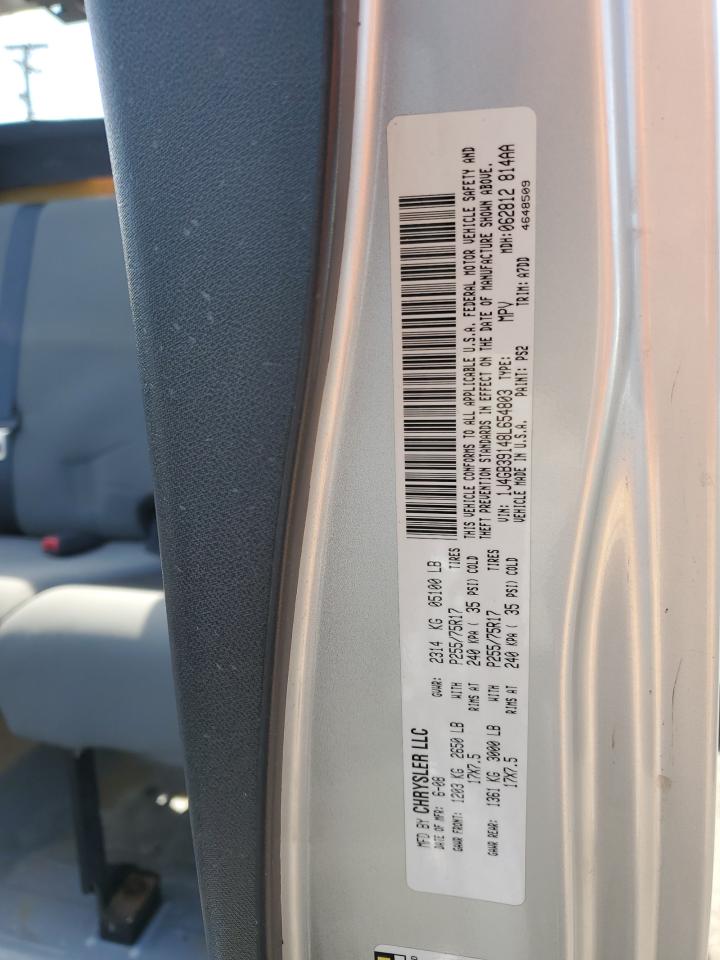 MFD BY CHRYSLER LLC
DATE OF MFR: 6-08 GVWR: 2314 KG 05100 LB
GAWR FRONT: 1203 KG 2650 LB WITH P255/75R17 TIRES
17X7.5 RIMS AT 240 KPA ( 35 PSI) COLD
GAWR REAR: 1361 KG 3000 LB WITH P255/75R17 TIRES
17X7.5 RIMS AT 240 KPA ( 35 PSI) COLD
THIS VEHICLE CONFORMS TO ALL APPLICABLE U.S.A. FEDERAL MOTOR VEHICLE SAFETY AND
THEFT PREVENTION STANDARDS IN EFFECT ON THE DATE OF MANUFACTURE SHOWN ABOVE.
VIN: 1J4GB39148L654803 TYPE: MPV MDH:062812 814AA
VEHICLE MADE IN U.S.A. PAINT: PS2 TRIM: A7DD 4648509